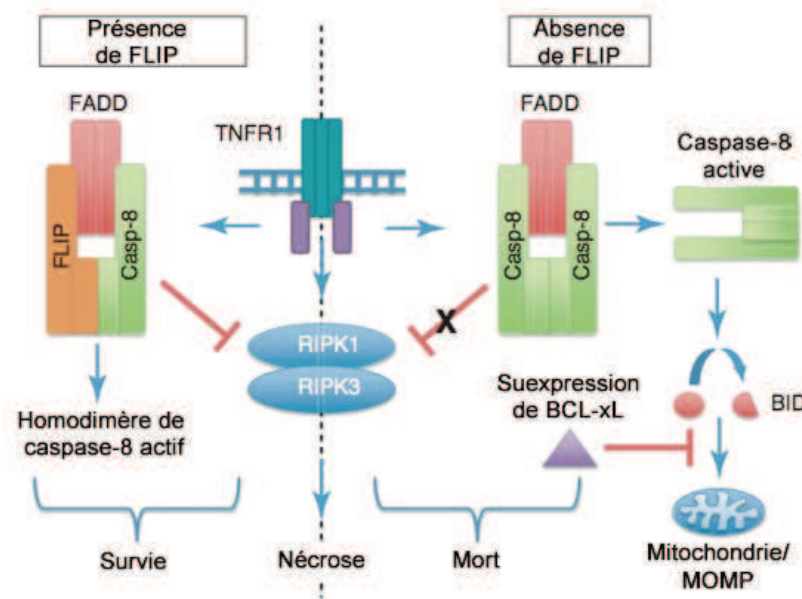 Présence
de FLIP
Absence
de FLIP
FADD
TNFR1
FADD
Caspase-8
active
FLIP
Casp-8
Casp-8
Casp-8
X
RIPK1
RIPK3
Suexpression
de BCL-xL
BID
Homodimère de
caspase-8 actif
Survie
Nécrose
Mort
Mitochondrie/
MOMP